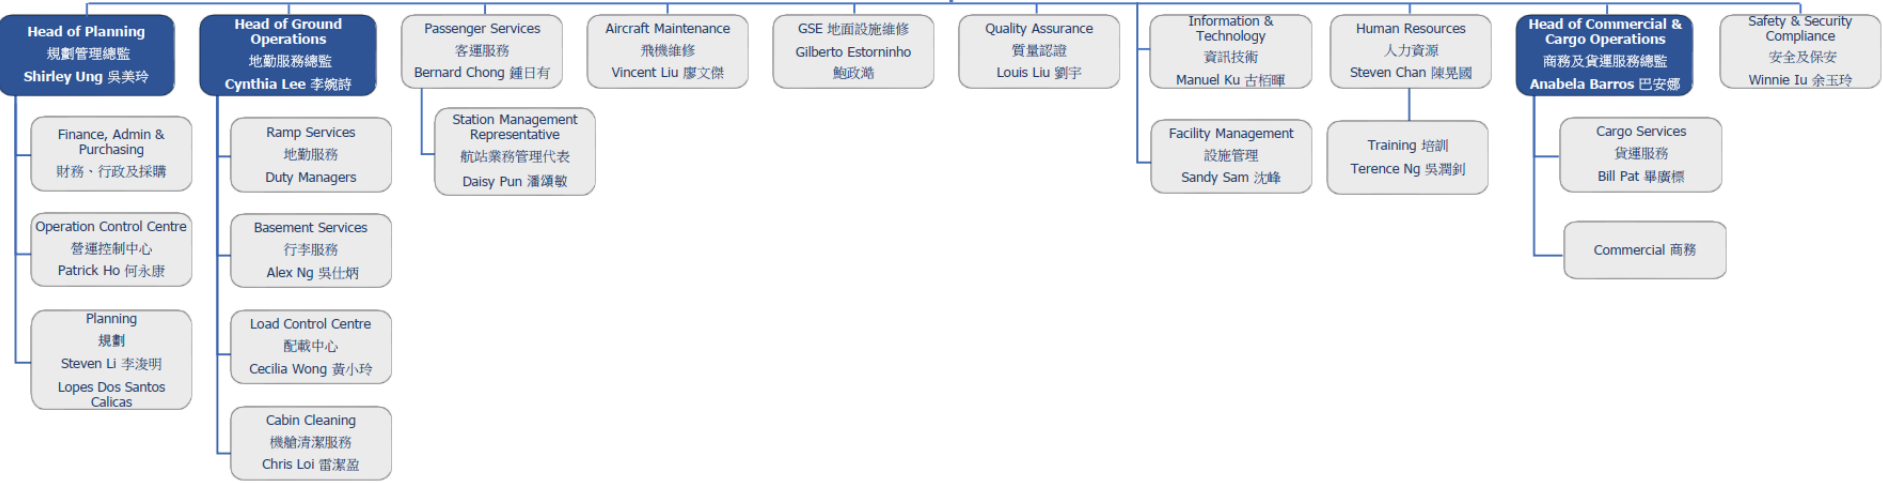 Head of Planning
規劃管理總監
Shirley Ung 吳美玲
Finance, Admin &
Purchasing
財務、行政及採購
Operation Control Centre
營運控制中心
Patrick Ho 何永康
Planning
規劃
Steven Li 李浚明
Lopes Dos Santos
Calicas
Head of Ground
Operations
地勤服務總監
Cynthia Lee 李婉詩
Ramp Services
地勤服務
Duty Managers
Basement Services
行李服務
Alex Ng 吳仕炳
Load Control Centre
配載中心
Cecilia Wong 黃小玲
Cabin Cleaning
機艙清潔服務
Chris Loi 雷潔盈
Passenger Services
客運服務
Bernard Chong 鍾日有
Station Management
Representative
航站業務管理代表
Daisy Pun 潘頌敏
Aircraft Maintenance
飛機維修
Vincent Liu 廖文傑
GSE 地面設施維修
Gilberto Estorninho
鮑政澔
Quality Assurance
質量認證
Louis Liu 劉宇
Information &
Technology
資訊技術
Manuel Ku 古栢暉
Facility Management
設施管理
Sandy Sam 沈峰
Human Resources
人力資源
Steven Chan 陳晃國
Training 培訓
Terence Ng 吳潤釗
Head of Commercial &
Cargo Operations
商務及貨運服務總監
Anabela Barros 巴安娜
Cargo Services
貨運服務
Bill Pat 畢廣標
Commercial 商務
Safety & Security
Compliance
安全及保安
Winnie Iu 余玉玲